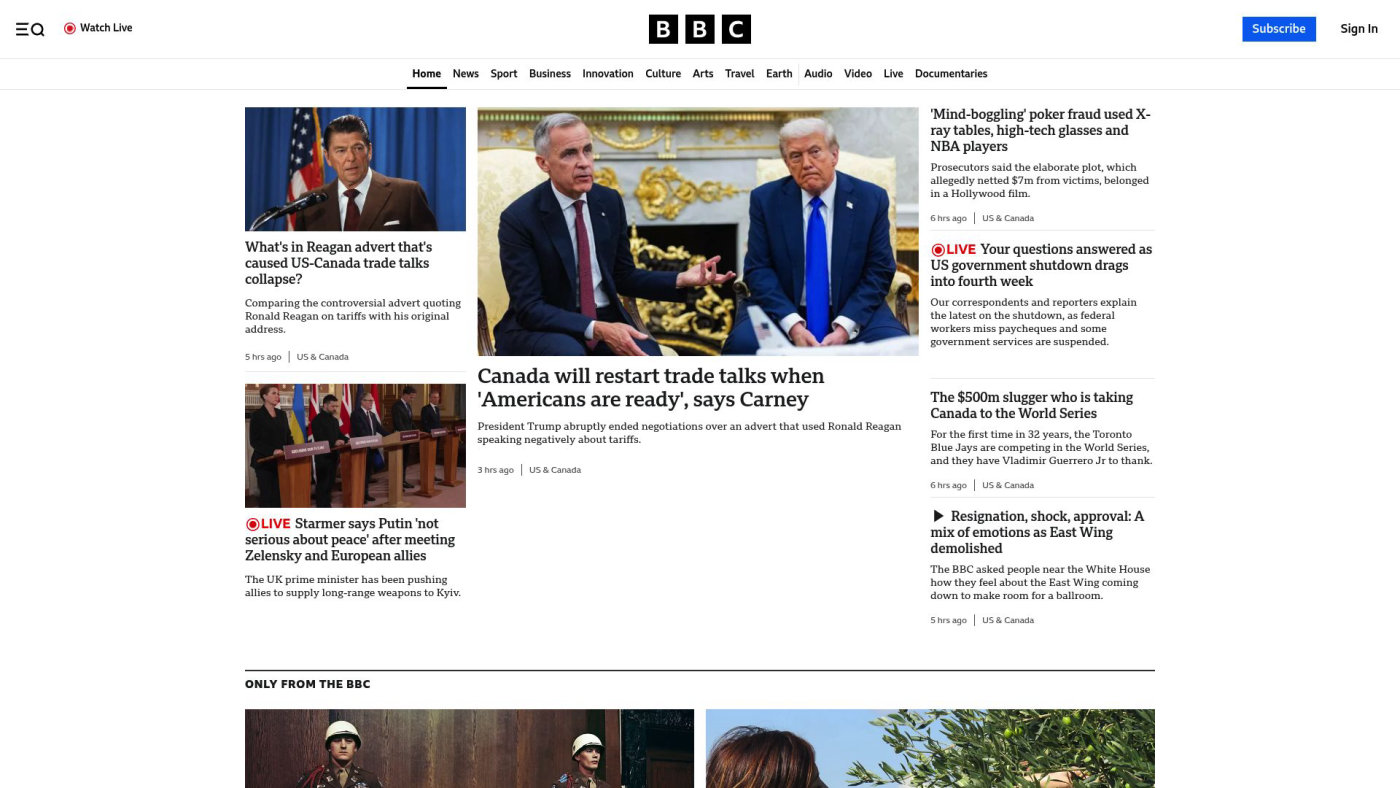 Watch Live
BBC
Subscribe
Sign In
Home News Sport Business Innovation Culture Arts Travel Earth Audio Video Live Documentaries
What's in Reagan advert that's
caused US-Canada trade talks
collapse?
Comparing the controversial advert quoting
Ronald Reagan on tariffs with his original
address.
5 hrs ago | US & Canada
LIVE Starmer says Putin 'not
serious about peace' after meeting
Zelensky and European allies
The UK prime minister has been pushing
allies to supply long-range weapons to Kyiv.
Canada will restart trade talks when
'Americans are ready', says Carney
President Trump abruptly ended negotiations over an advert that used Ronald Reagan
speaking negatively about tariffs.
3 hrs ago | US & Canada
'Mind-boggling' poker fraud used X-
ray tables, high-tech glasses and
NBA players
Prosecutors said the elaborate plot, which
allegedly netted $7m from victims, belonged
in a Hollywood film.
6 hrs ago | US & Canada
LIVE Your questions answered as
US government shutdown drags
into fourth week
Our correspondents and reporters explain
the latest on the shutdown, as federal
workers miss paycheques and some
government services are suspended.
The $500m slugger who is taking
Canada to the World Series
For the first time in 32 years, the Toronto
Blue Jays are competing in the World Series,
and they have Vladimir Guerrero Jr to thank.
6 hrs ago | US & Canada
Resignation, shock, approval: A
mix of emotions as East Wing
demolished
The BBC asked people near the White House
how they feel about the East Wing coming
down to make room for a ballroom.
5 hrs ago | US & Canada
ONLY FROM THE BBC